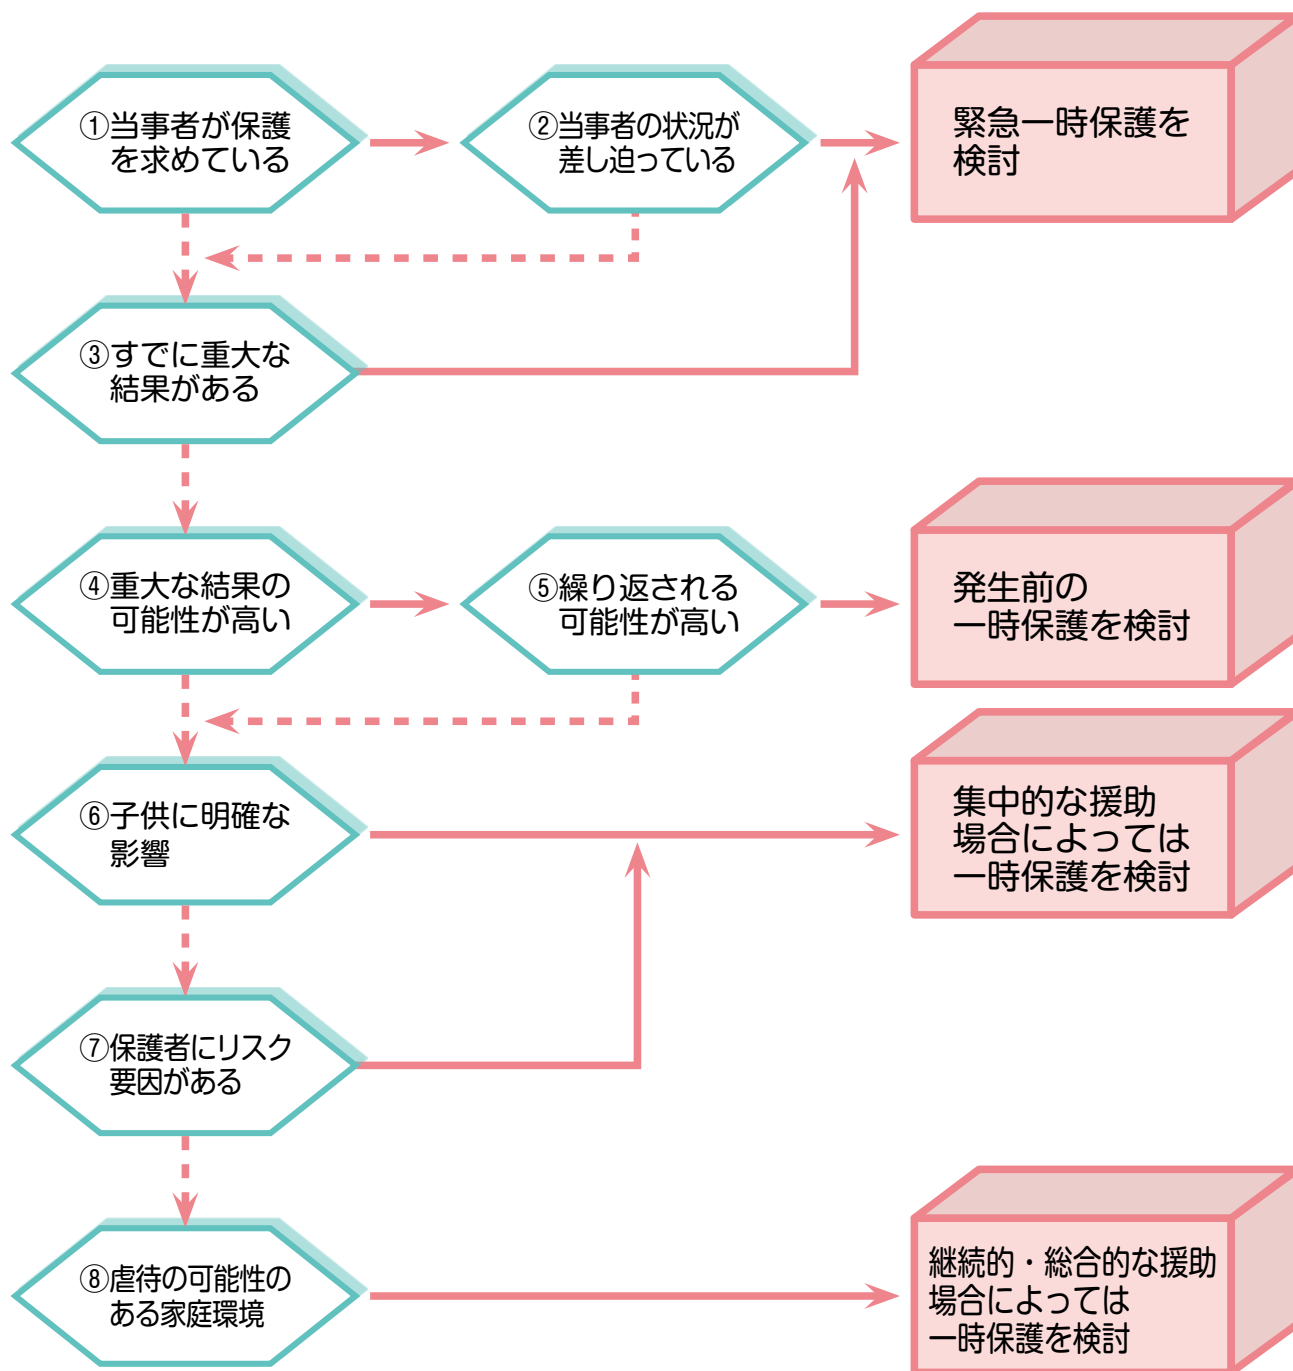 ①当事者が保護
を求めている
②当事者の状況が
差し迫っている
緊急一時保護を
検討
③すでに重大な
結果がある
④重大な結果の
可能性が高い
⑤繰り返される
可能性が高い
発生前の
一時保護を検討
⑥子供に明確な
影響
集中的な援助
場合によっては
一時保護を検討
⑦保護者にリスク
要因がある
⑧虐待の可能性の
ある家庭環境
継続的・総合的な援助
場合によっては
一時保護を検討